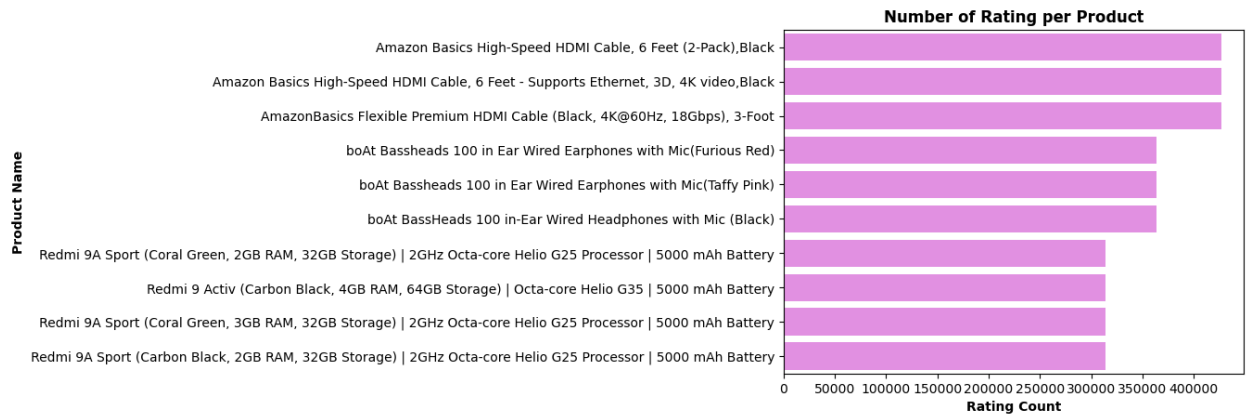 Number of Rating per Product
Product Name
Amazon Basics High-Speed HDMI Cable, 6 Feet (2-Pack),Black
Amazon Basics High-Speed HDMI Cable, 6 Feet - Supports Ethernet, 3D, 4K video,Black
AmazonBasics Flexible Premium HDMI Cable (Black, 4K@60Hz, 18Gbps), 3-Foot
boAt Bassheads 100 in Ear Wired Earphones with Mic(Furious Red)
boAt Bassheads 100 in Ear Wired Earphones with Mic(Taffy Pink)
boAt BassHeads 100 in-Ear Wired Headphones with Mic (Black)
Redmi 9A Sport (Coral Green, 2GB RAM, 32GB Storage) | 2GHz Octa-core Helio G25 Processor | 5000 mAh Battery
Redmi 9 Activ (Carbon Black, 4GB RAM, 64GB Storage) | Octa-core Helio G35 | 5000 mAh Battery
Redmi 9A Sport (Coral Green, 3GB RAM, 32GB Storage) | 2GHz Octa-core Helio G25 Processor | 5000 mAh Battery
Redmi 9A Sport (Carbon Black, 2GB RAM, 32GB Storage) | 2GHz Octa-core Helio G25 Processor | 5000 mAh Battery
0 50000 100000 150000 200000 250000 300000 350000 400000
Rating Count